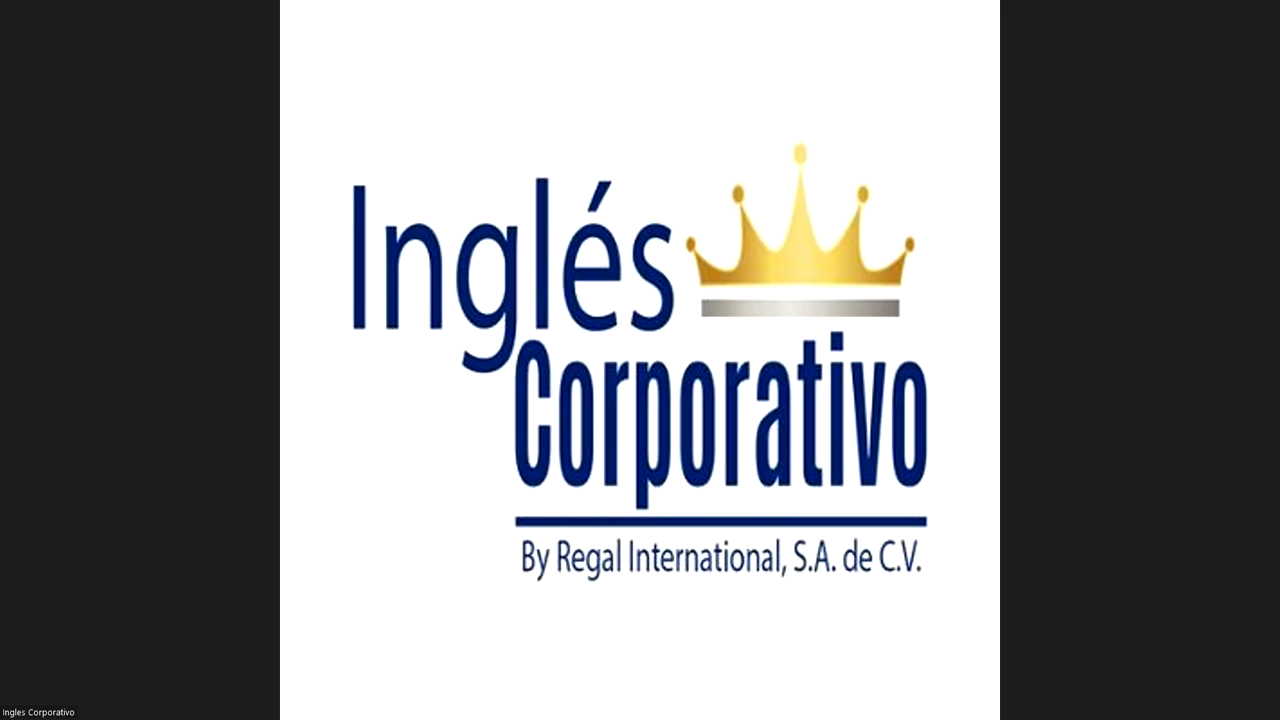 Inglés
Corporativo
By Regal International, S.A. de C.V.
Ingles Corporativo